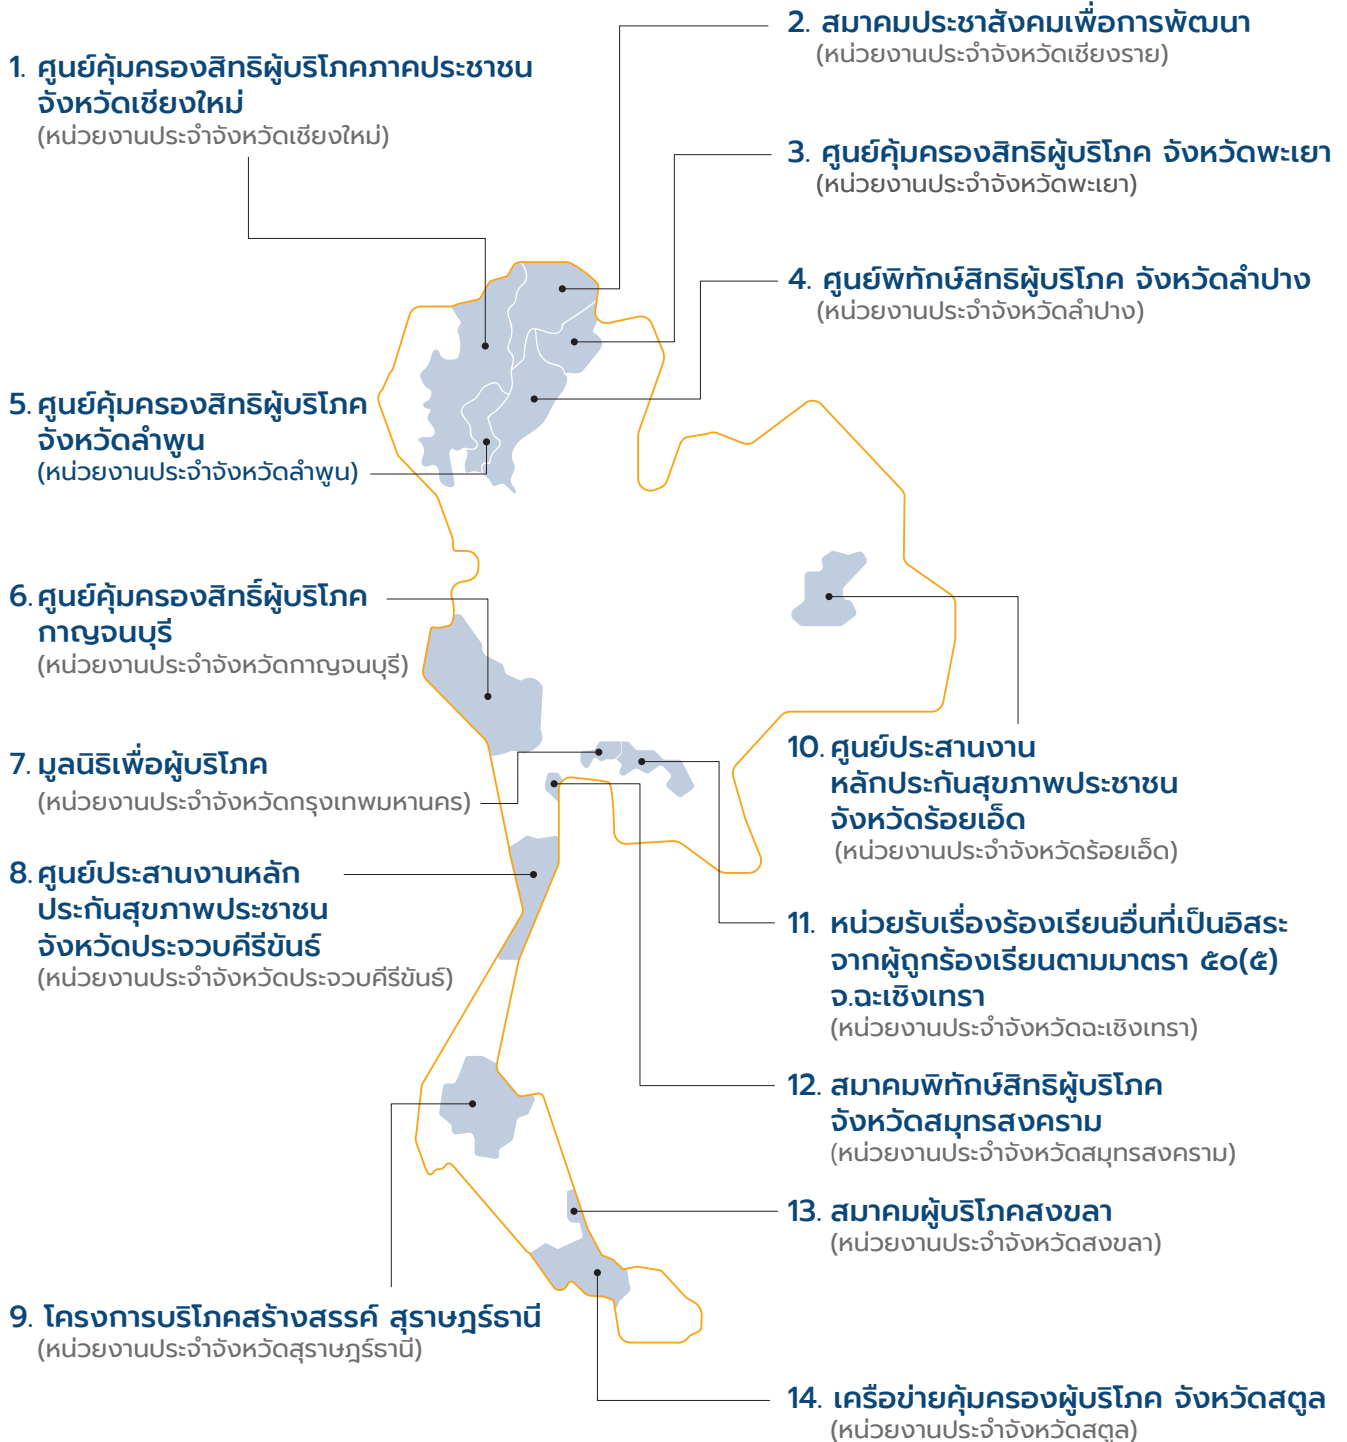 1. ศูนย์คุ้มครองสิทธิผู้บริโภคภาคประชาชน
จังหวัดเชียงใหม่
(หน่วยงานประจำจังหวัดเชียงใหม่)
2. สมาคมประชาสังคมเพื่อการพัฒนา
(หน่วยงานประจำจังหวัดเชียงราย)
3. ศูนย์คุ้มครองสิทธิผู้บริโภค จังหวัดพะเยา
(หน่วยงานประจำจังหวัดพะเยา)
4. ศูนย์พิทักษ์สิทธิผู้บริโภค จังหวัดลำปาง
(หน่วยงานประจำจังหวัดลำปาง)
5. ศูนย์คุ้มครองสิทธิผู้บริโภค
จังหวัดลำพูน
(หน่วยงานประจำจังหวัดลำพูน)
6. ศูนย์คุ้มครองสิทธิ์ผู้บริโภค
กาญจนบุรี
(หน่วยงานประจำจังหวัดกาญจนบุรี)
7. มูลนิธิเพื่อผู้บริโภค
(หน่วยงานประจำจังหวัดกรุงเทพมหานคร)
8. ศูนย์ประสานงานหลัก
ประกันสุขภาพประชาชน
จังหวัดประจวบคีรีขันธ์
(หน่วยงานประจำจังหวัดประจวบคีรีขันธ์)
9. โครงการบริโภคสร้างสรรค์ สุราษฎร์ธานี
(หน่วยงานประจำจังหวัดสุราษฎร์ธานี)
10. ศูนย์ประสานงาน
หลักประกันสุขภาพประชาชน
จังหวัดร้อยเอ็ด
(หน่วยงานประจำจังหวัดร้อยเอ็ด)
11. หน่วยรับเรื่องร้องเรียนอื่นที่เป็นอิสระ
จากผู้ถูกร้องเรียนตามมาตรา ๕๐(๕)
จ.ฉะเชิงเทรา
(หน่วยงานประจำจังหวัดฉะเชิงเทรา)
12. สมาคมพิทักษ์สิทธิผู้บริโภค
จังหวัดสมุทรสงคราม
(หน่วยงานประจำจังหวัดสมุทรสงคราม)
13. สมาคมผู้บริโภคสงขลา
(หน่วยงานประจำจังหวัดสงขลา)
14. เครือข่ายคุ้มครองผู้บริโภค จังหวัดสตูล
(หน่วยงานประจำจังหวัดสตูล)